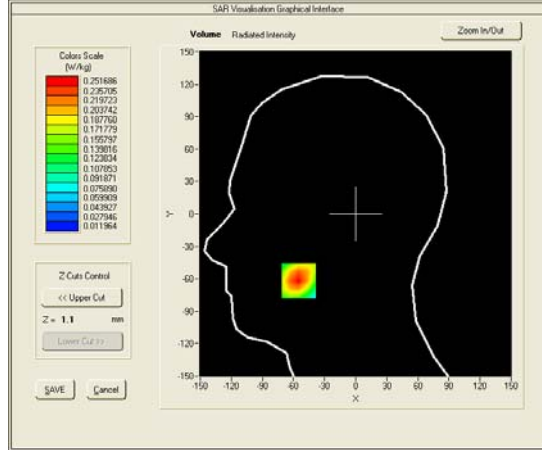 SAR Visualisation Graphical Interface
Volume Radiated Intensity
Zoom In/Out
Colors Scale
(W/kg)
0.251686
0.235705
0.219723
0.203742
0.187760
0.171779
0.155797
0.139816
0.123834
0.107853
0.091871
0.075890
0.059909
0.043927
0.027946
0.011964
Z-Cuts Control
<< Upper Cut
Z = 1.1 mm
Lower Cut >>
SAVE
Cancel
150
120
90
60
30
0
-30
-60
-90
-120
-150
Y
-150 -120 -90 -60 -30 0 30 60 90 120 150
X